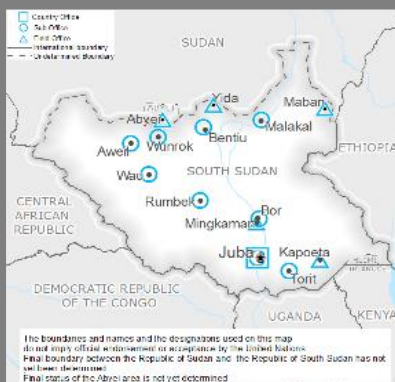 Country Office
Sub Office
Field Office
International boundary
Undetermined Boundary
SUDAN
Yida
Abyei
Maban
Bentiu
Malakal
Wunrok
Aweil
ETHIOPIA
Wau
SOUTH SUDAN
CENTRAL
AFRICAN
REPUBLIC
Rumbek
Bor
Mingkaman
Juba
Kapoeta
Torit
DEMOCRATIC REPUBLIC
OF THE CONGO
UGANDA
KENYA
The boundaries and names and the designations used on this map
do not imply official endorsement or acceptance by the United Nations
Final boundary between the Republic of Sudan and the Republic of South Sudan has not
yet been determined
Final status of the Abyei area is not yet determined